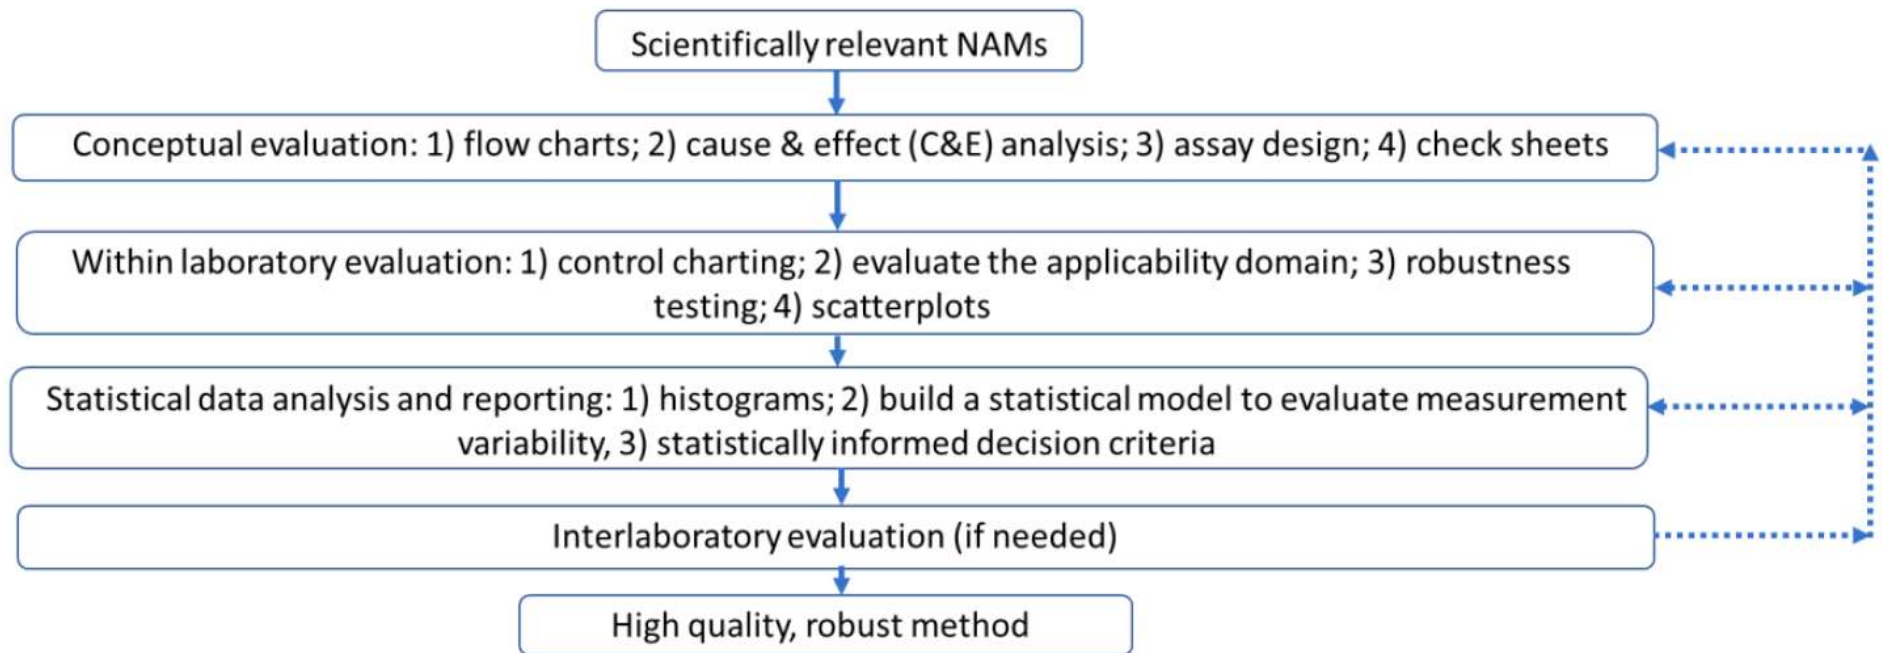 Scientifically relevant NAMs
Conceptual evaluation: 1) flow charts; 2) cause & effect (C&E) analysis; 3) assay design; 4) check sheets
Within laboratory evaluation: 1) control charting; 2) evaluate the applicability domain; 3) robustness
testing; 4) scatterplots
Statistical data analysis and reporting: 1) histograms; 2) build a statistical model to evaluate measurement
variability, 3) statistically informed decision criteria
Interlaboratory evaluation (if needed)
High quality, robust method